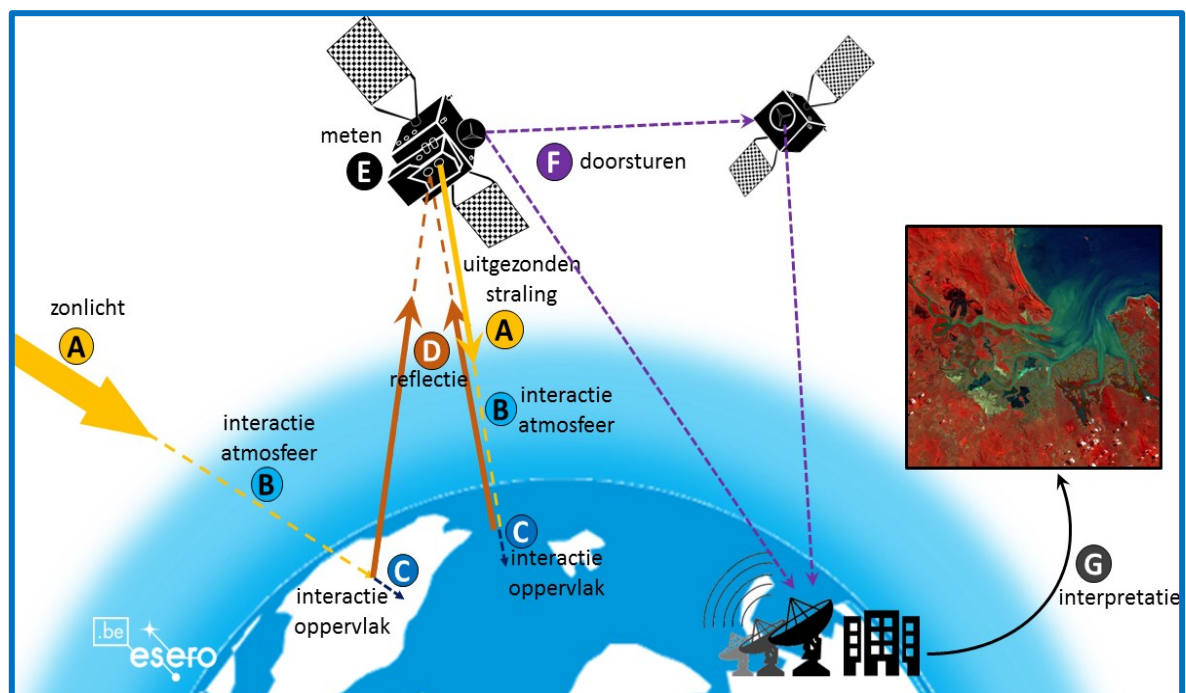 meten
E
F doorsturen
uitgezonden
straling
A
zonlicht
A
D
reflectie
B
interactie
atmosfeer
interactie
atmosfeer
B
C
interactie
oppervlak
C
interactie
oppervlak
G
interpretatie
.be
esero